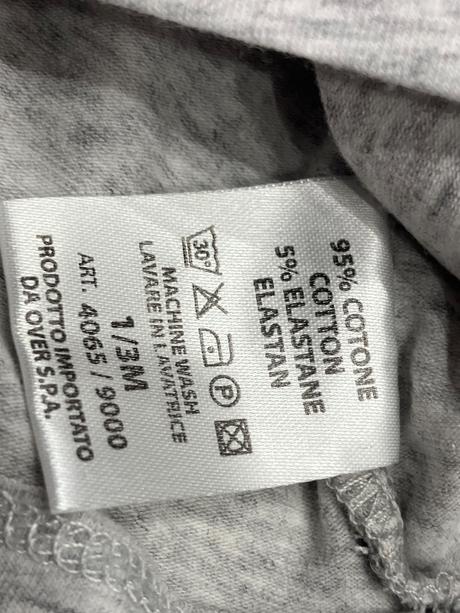 95% COTONE
COTTON
5% ELASTANE
ELASTAN
30°
P
MACHINE WASH
LAVARE IN LAVATRICE
1/3M
ART. 4065 / 9000
PRODOTTO IMPORTATO
DA OVER S.P.A.